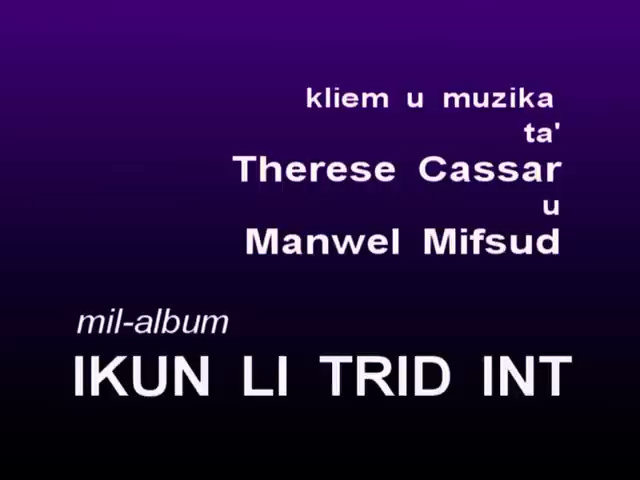 kliem u muzika
ta'
Therese Cassar
u
Manwel Mifsud
mil-album
IKUN LI TRID INT